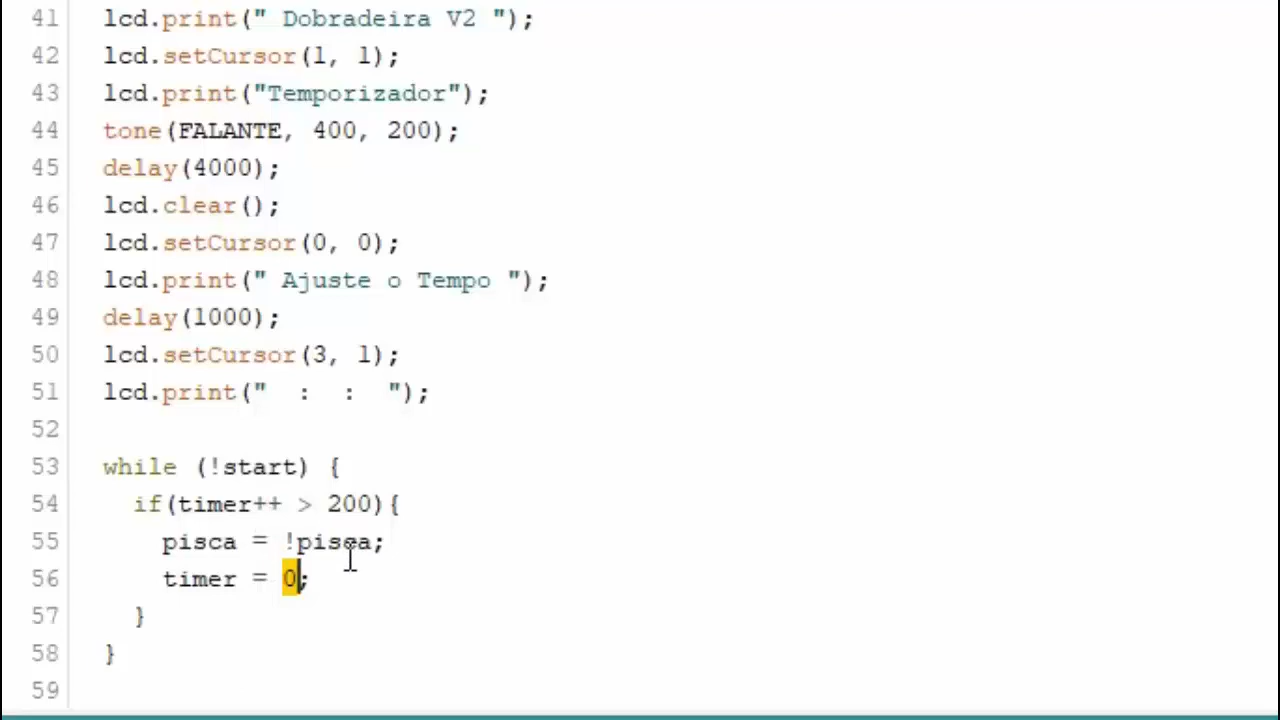 41 lcd.print(" Dobradeira V2 ");
42 lcd.setCursor(1, 1);
43 lcd.print("Temporizador");
44 tone(FALANTE, 400, 200);
45 delay(4000);
46 lcd.clear();
47 lcd.setCursor(0, 0);
48 lcd.print(" Ajuste o Tempo ");
49 delay(1000);
50 lcd.setCursor(3, 1);
51 lcd.print("  :  :  ");
52
53 while (!start) {
54   if(timer++ > 200){
55     pisca = !pisca;
56     timer = 0;
57   }
58 }
59